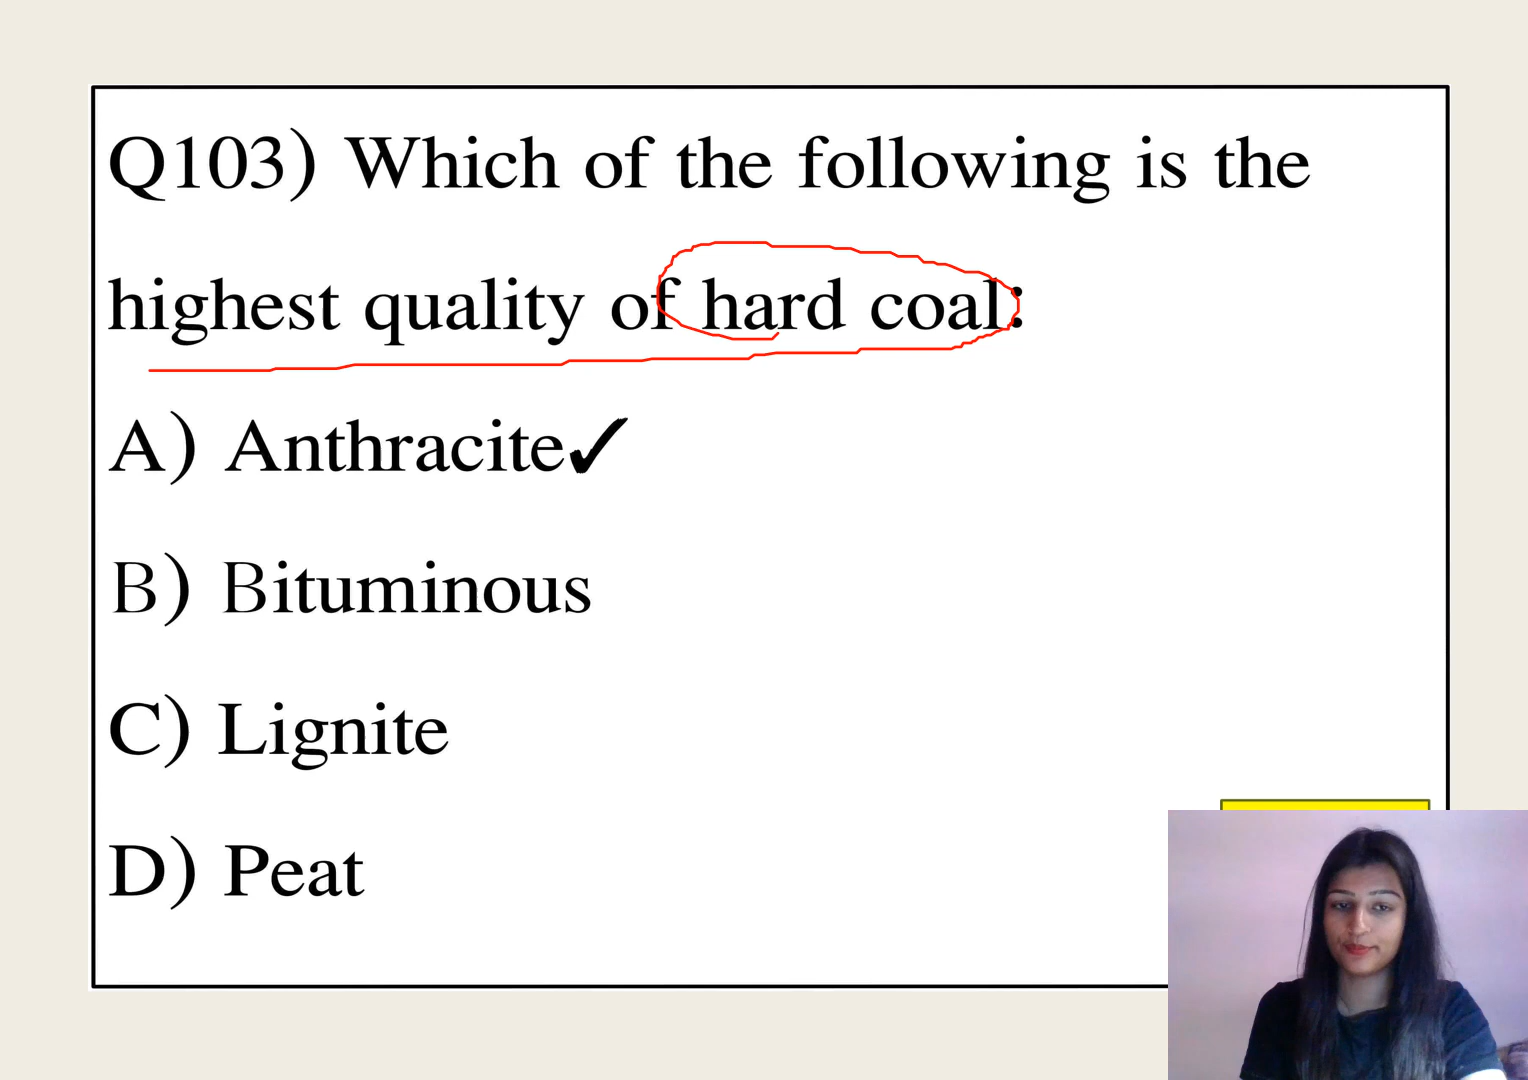 Q103) Which of the following is the
highest quality of hard coal:
A) Anthracite✓
B) Bituminous
C) Lignite
D) Peat